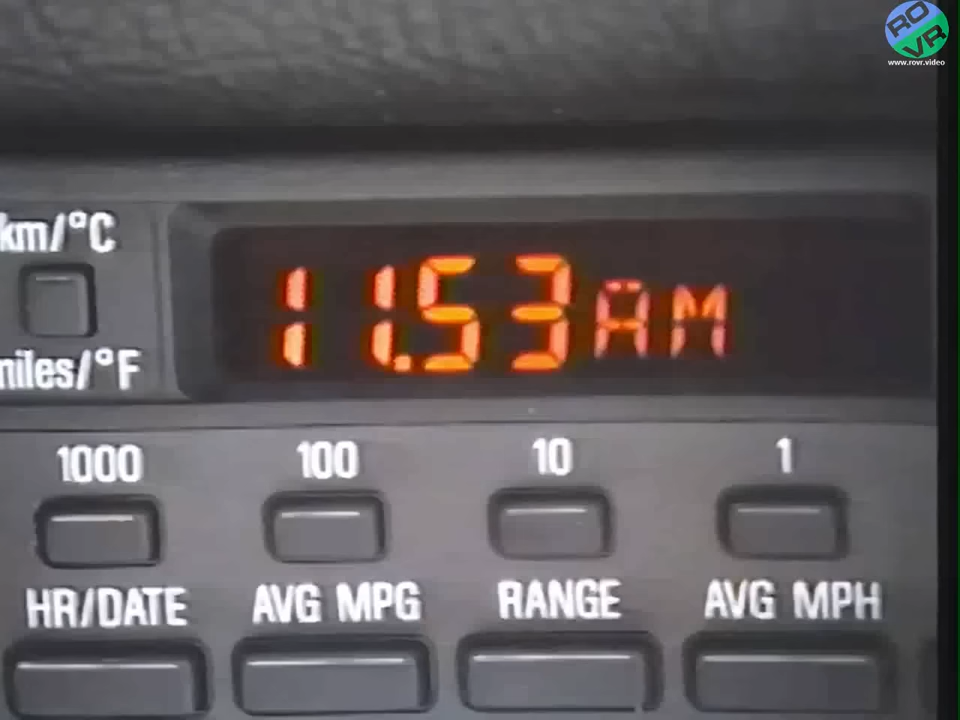 RO
VR
www.rovr.video
km/°C
11.53 AM
miles/°F
1000 100 10 1
HR/DATE AVG MPG RANGE AVG MPH